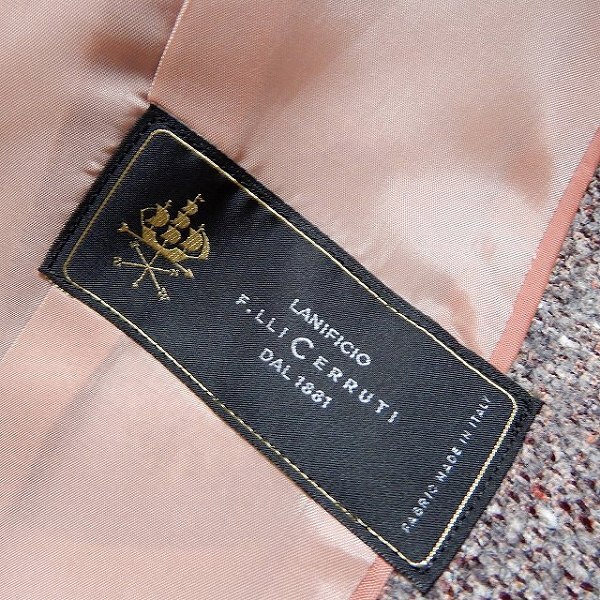 LANIFICIO
F.LLI CERRUTI
DAL 1881
FABRIC MADE IN ITALY